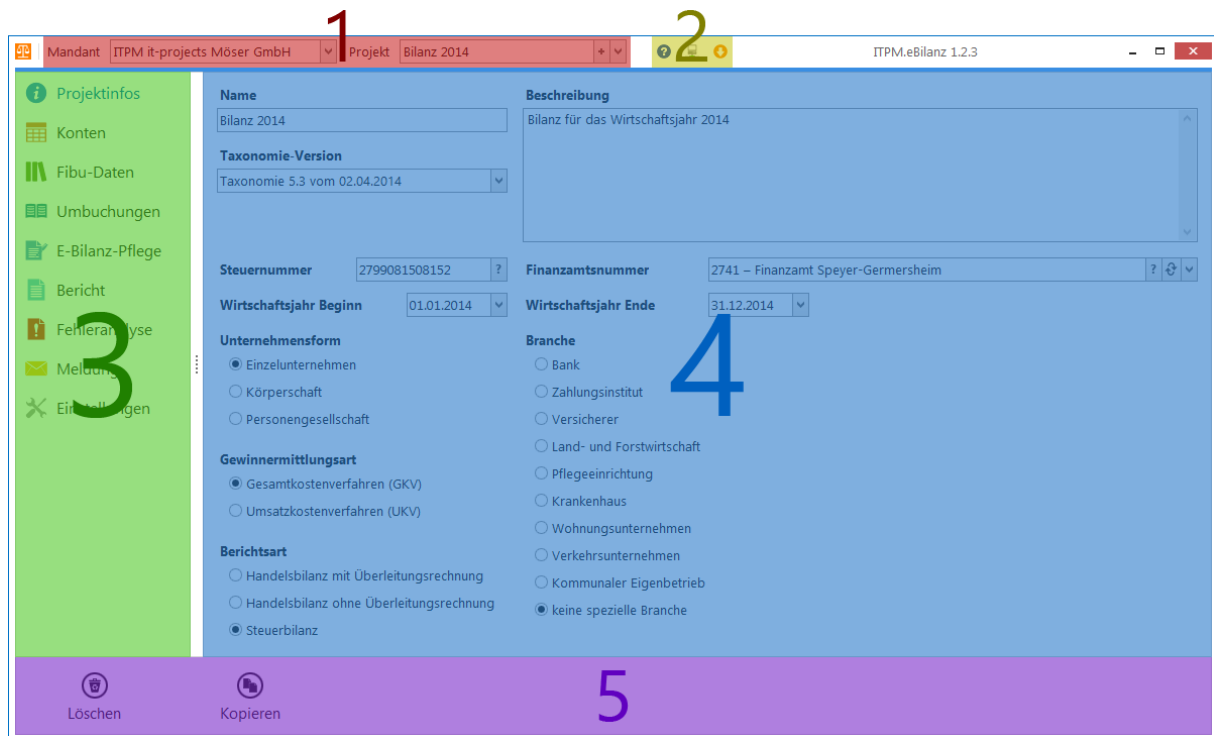 1
2
Mandant ITPM it-projects Möser GmbH Projekt Bilanz 2014 + ? ITPM.eBilanz 1.2.3
Projektinfos
Konten
Fibu-Daten
Umbuchungen
E-Bilanz-Pflege
Bericht
Fehleranalyse
Meldung
Einstellungen
3
Name
Bilanz 2014
Beschreibung
Bilanz für das Wirtschaftsjahr 2014
Taxonomie-Version
Taxonomie 5.3 vom 02.04.2014
Steuernummer 2799081508152 ?
Finanzamtsnummer 2741 – Finanzamt Speyer-Germersheim ?
Wirtschaftsjahr Beginn 01.01.2014
Wirtschaftsjahr Ende 31.12.2014
Unternehmensform
Einzelunternehmen
Körperschaft
Personengesellschaft
Gewinnermittlungsart
Gesamtkostenverfahren (GKV)
Umsatzkostenverfahren (UKV)
Berichtsart
Handelsbilanz mit Überleitungsrechnung
Handelsbilanz ohne Überleitungsrechnung
Steuerbilanz
Branche
Bank
Zahlungsinstitut
Versicherer
Land- und Forstwirtschaft
Pflegeeinrichtung
Krankenhaus
Wohnungsunternehmen
Verkehrsunternehmen
Kommunaler Eigenbetrieb
keine spezielle Branche
4
Löschen
Kopieren
5